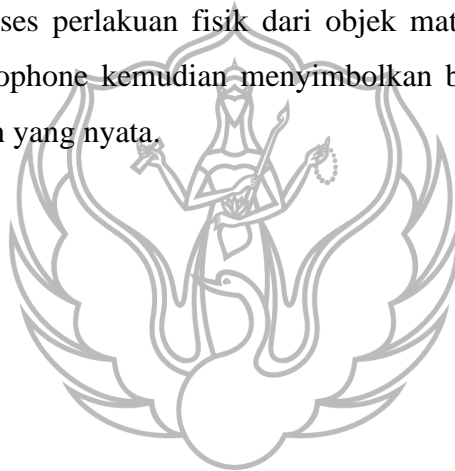 ses perlakuan fisik dari objek mat
ophone kemudian menyimbolkan b
yang nyata.